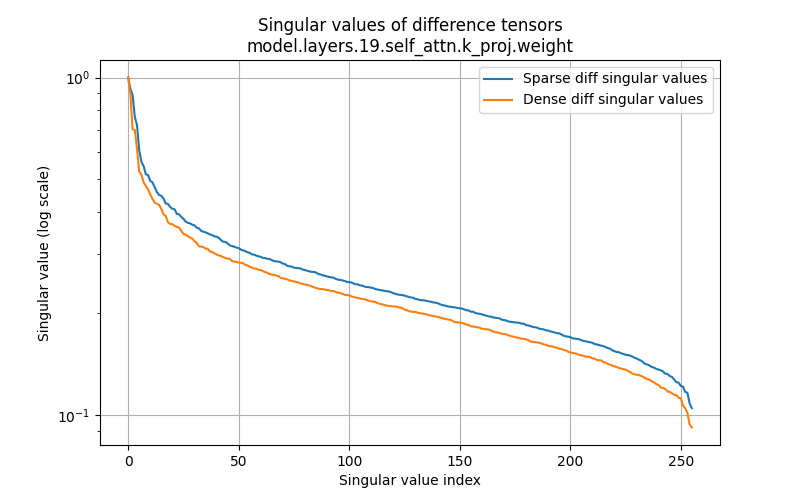 Singular values of difference tensors
model.layers.19.self_attn.k_proj.weight
Sparse diff singular values
Dense diff singular values
Singular value (log scale)
10⁰
10⁻¹
0 50 100 150 200 250
Singular value index